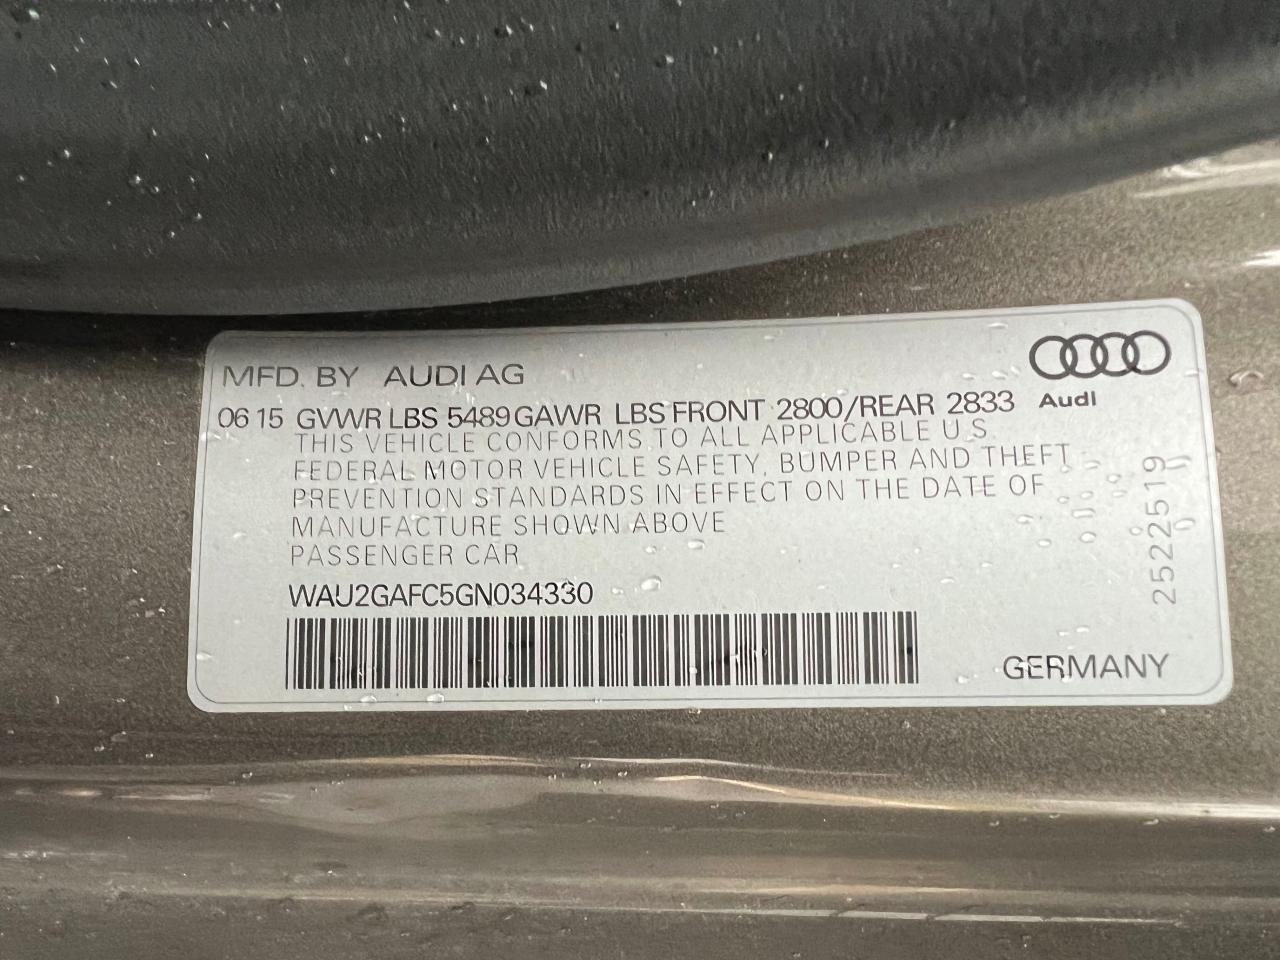 MFD. BY AUDI AG
Audi
06 15 GVWR LBS 5489 GAWR LBS FRONT 2800/REAR 2833
THIS VEHICLE CONFORMS TO ALL APPLICABLE U.S.
FEDERAL MOTOR VEHICLE SAFETY, BUMPER AND THEFT
PREVENTION STANDARDS IN EFFECT ON THE DATE OF
MANUFACTURE SHOWN ABOVE
PASSENGER CAR
WAU2GAFC5GN034330
GERMANY
2522519